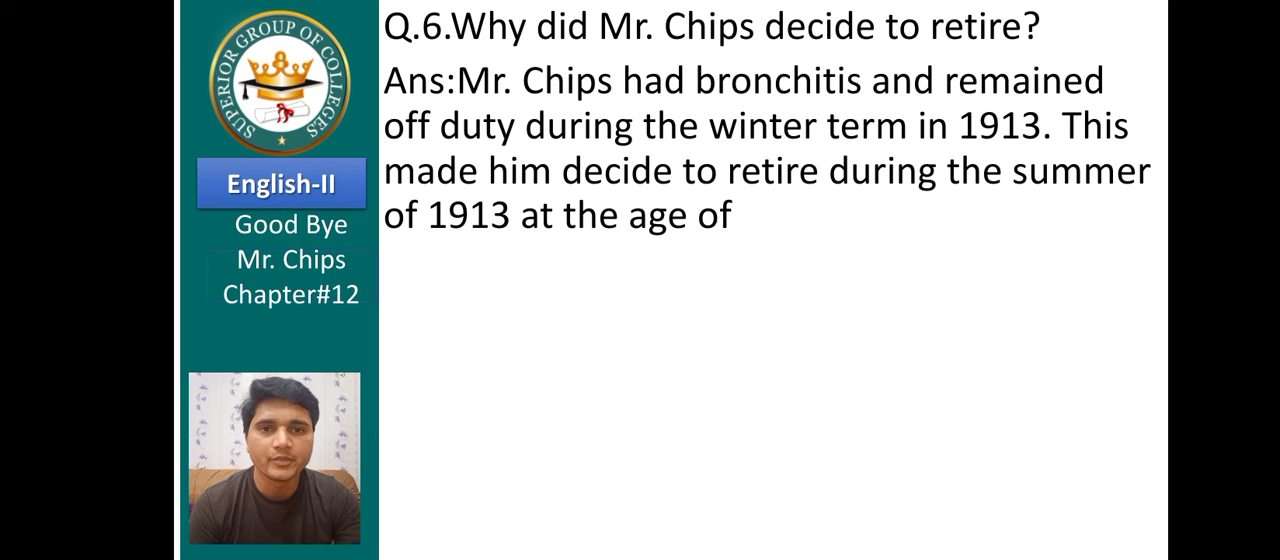 SUPERIOR GROUP OF COLLEGES
English-II
Good Bye
Mr. Chips
Chapter#12
Q.6.Why did Mr. Chips decide to retire?
Ans:Mr. Chips had bronchitis and remained
off duty during the winter term in 1913. This
made him decide to retire during the summer
of 1913 at the age of